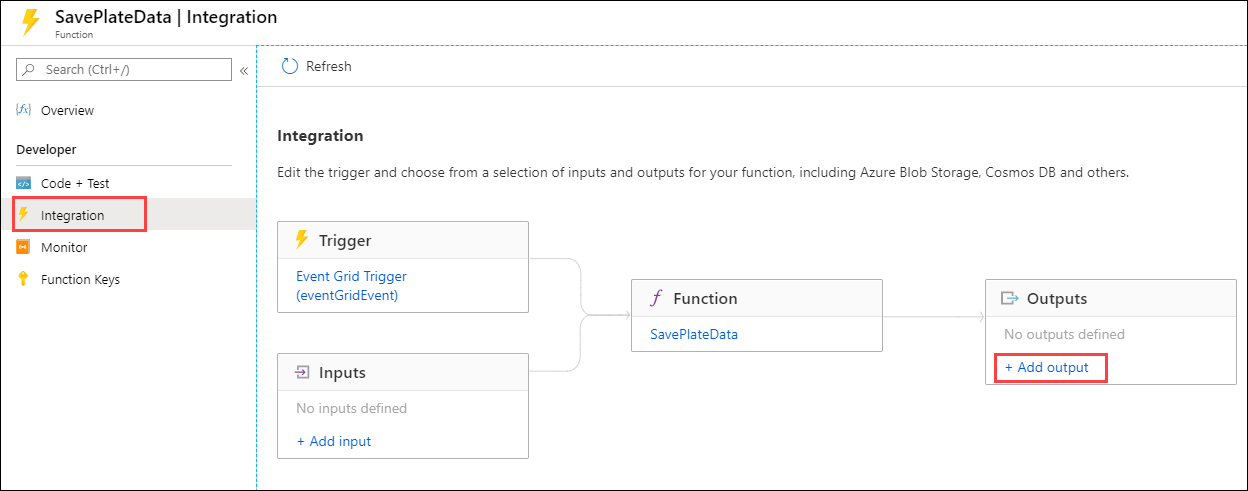 SavePlateData | Integration
Function
Search (Ctrl+/)
«
Overview
Developer
Code + Test
Integration
Monitor
Function Keys
Refresh
Integration
Edit the trigger and choose from a selection of inputs and outputs for your function, including Azure Blob Storage, Cosmos DB and others.
Trigger
Event Grid Trigger
(eventGridEvent)
Inputs
No inputs defined
+ Add input
Function
SavePlateData
Outputs
No outputs defined
+ Add output